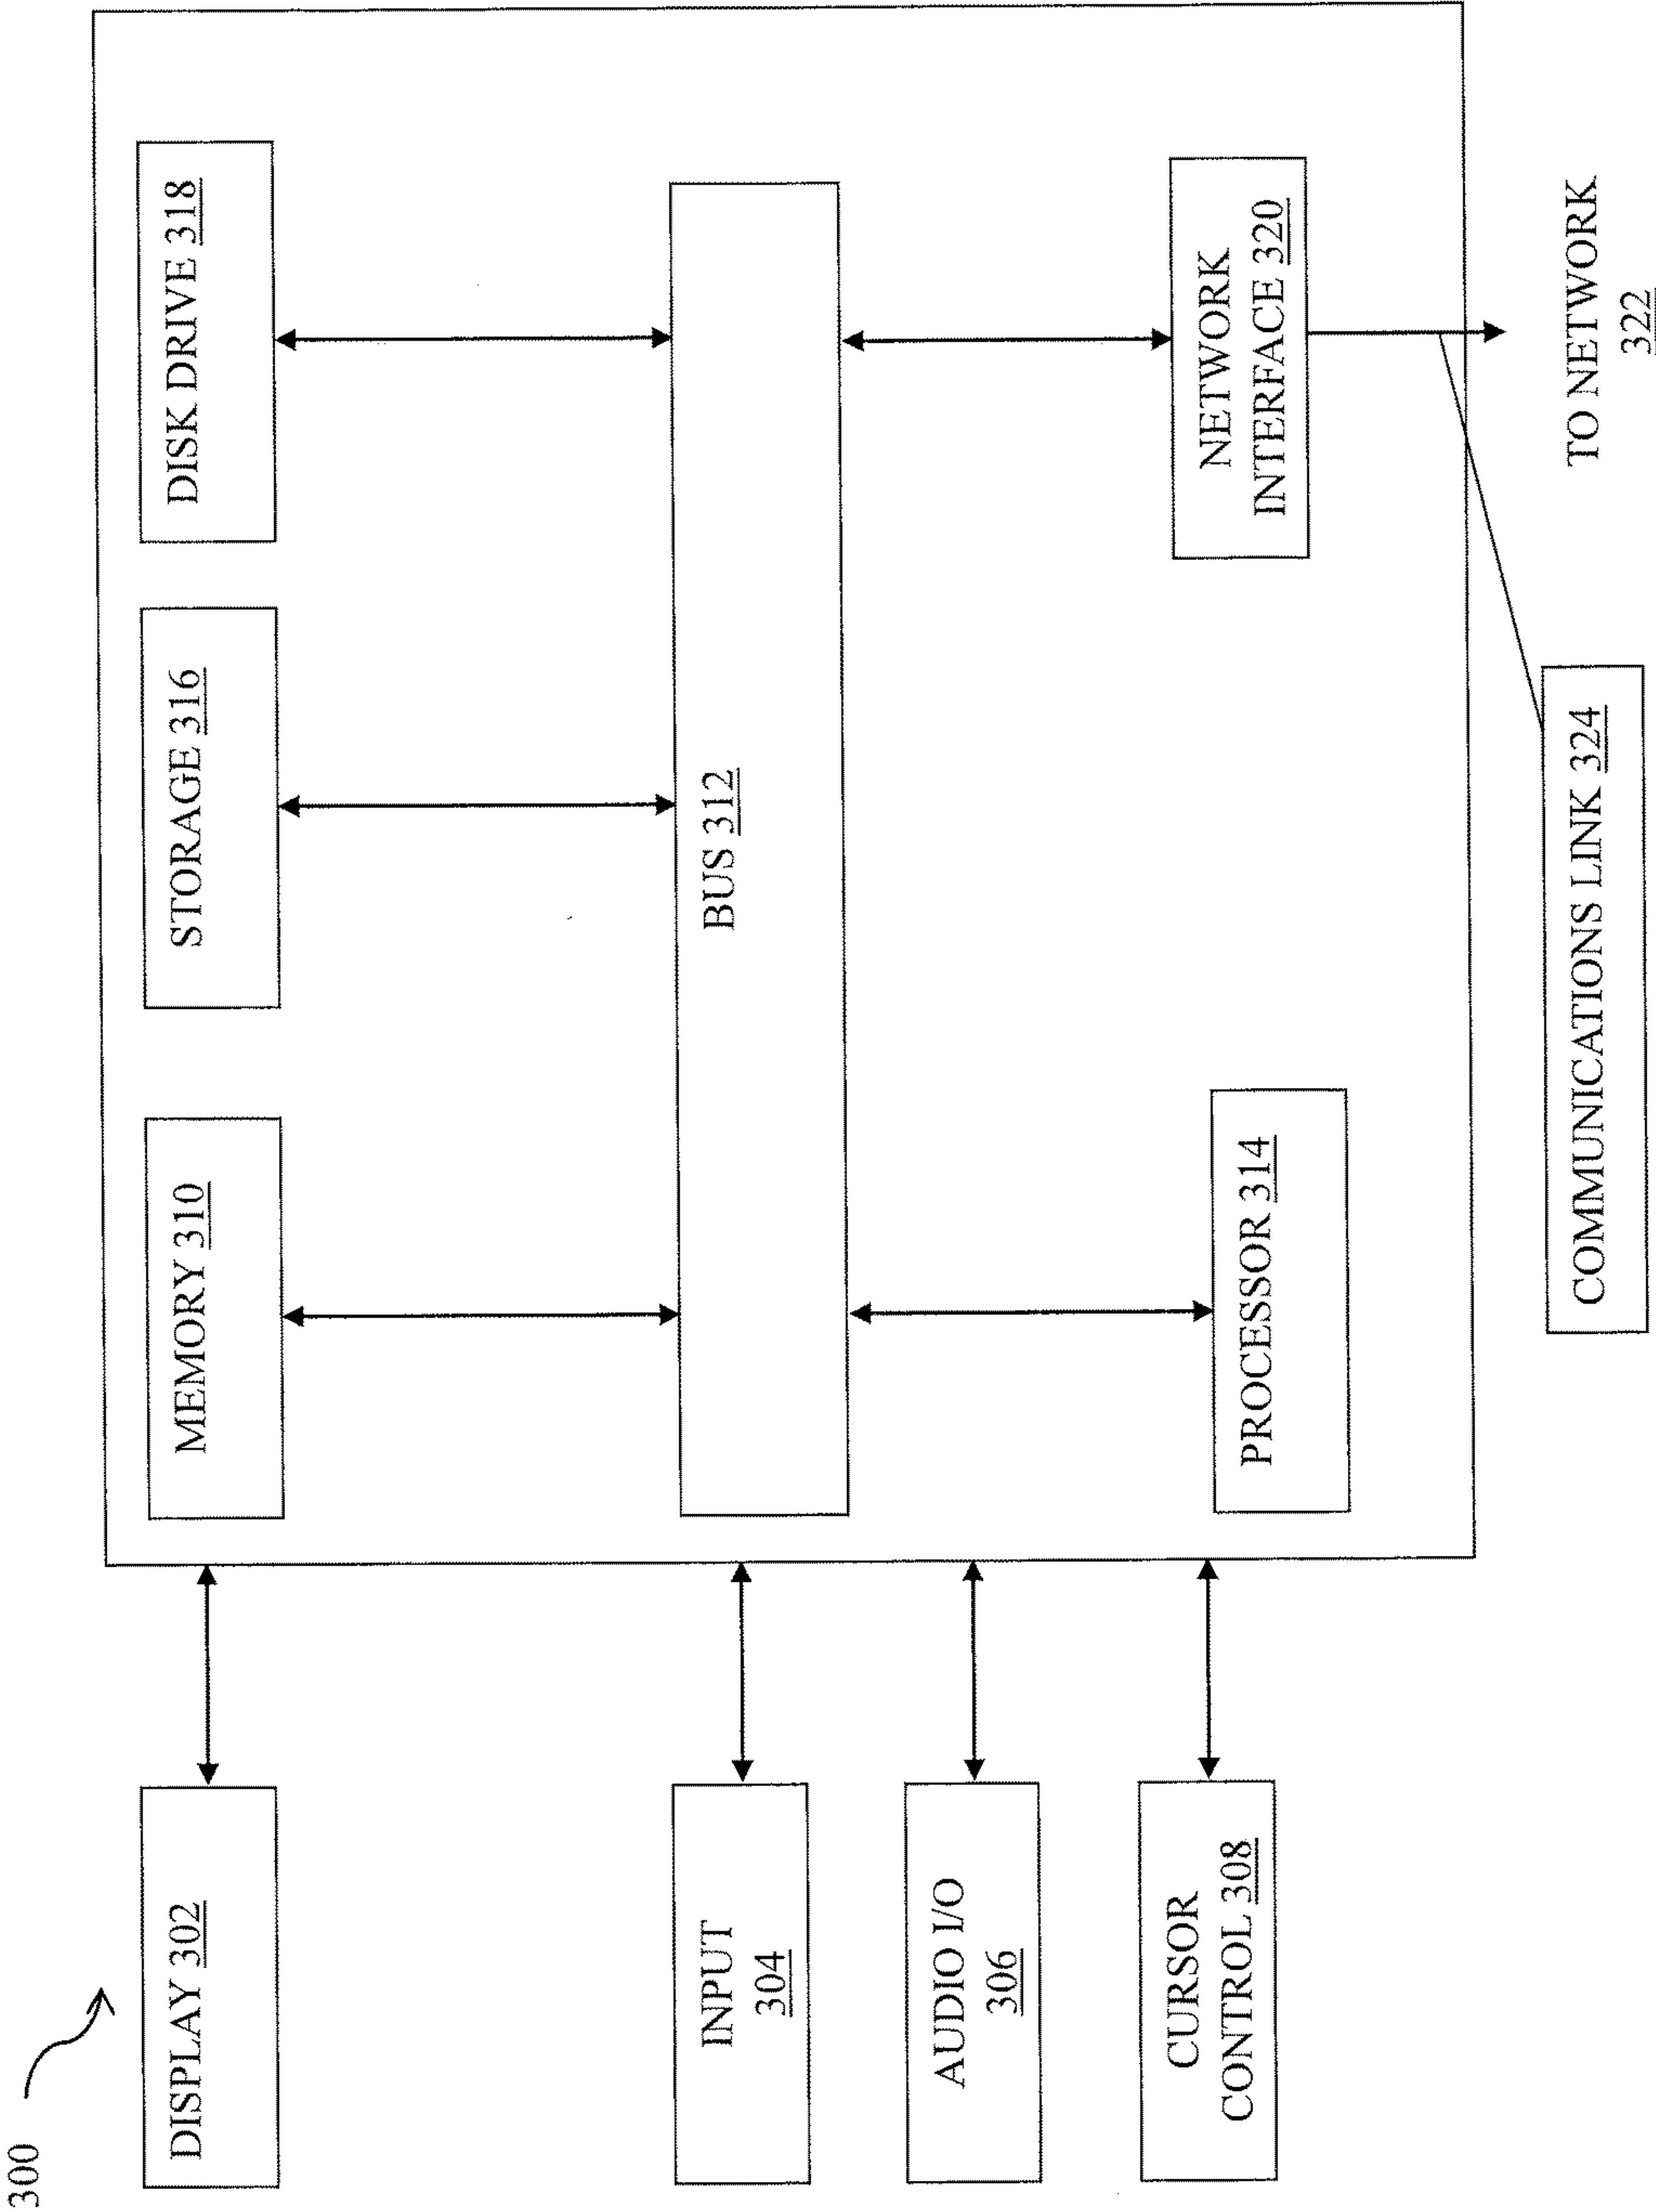 300
DISPLAY 302
INPUT
304
AUDIO I/O
306
CURSOR
CONTROL 308
MEMORY 310
STORAGE 316
DISK DRIVE 318
BUS 312
PROCESSOR 314
NETWORK
INTERFACE 320
COMMUNICATIONS LINK 324
TO NETWORK
322